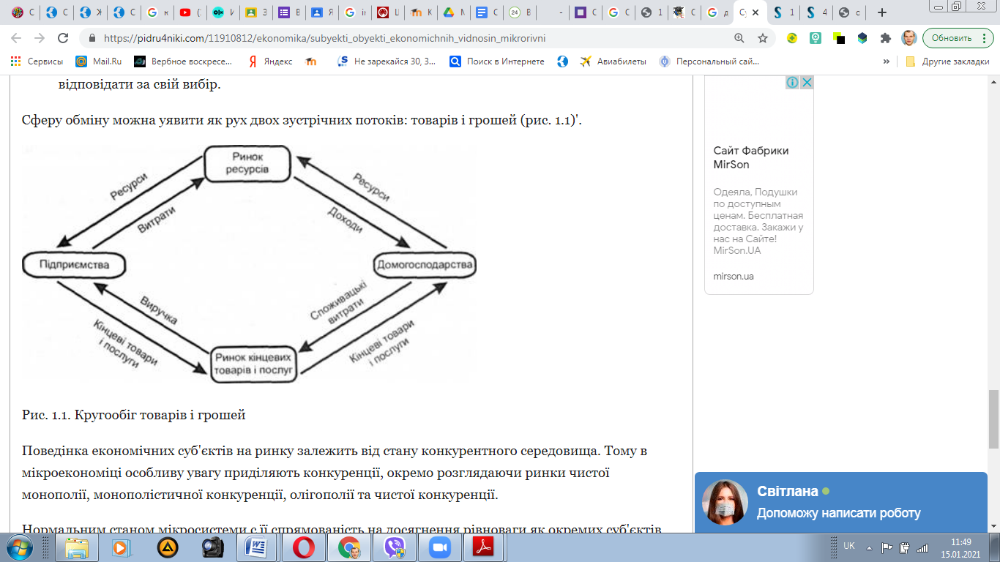 https://pidru4niki.com/11910812/ekonomika/subyekti_obyekti_ekonomichnih_vidnosin_mikrorivni
Обновить
Сервисы
Mail.Ru
Вербное воскресе...
Яндекс
Не зарекайся 30, 3...
Поиск в Интернете
Авиабилеты
Персональный сай...
»
Другие закладки
відповідати за свій вибір.
Сферу обміну можна уявити як рух двох зустрічних потоків: товарів і грошей (рис. 1.1)'.
Ринок
ресурсів
Ресурси
Витрати
Ресурси
Доходи
Підприємства
Домогосподарства
Виручка
Кінцеві товари
і послуги
Споживацькі
витрати
Кінцеві товари
і послуги
Ринок кінцевих
товарів і послуг
Рис. 1.1. Кругообіг товарів і грошей
Поведінка економічних суб'єктів на ринку залежить від стану конкурентного середовища. Тому в
мікроекономіці особливу увагу приділяють конкуренції, окремо розглядаючи ринки чистої
монополії, монополістичної конкуренції, олігополії та чистої конкуренції.
Нормальним станом мікросистеми є її спрямованість на досягнення рівноваги як окремих суб'єктів
Сайт Фабрики
MirSon
Одеяла, Подушки
по доступным
ценам. Бесплатная
доставка. Закажи у
нас на Сайте!
MirSon.UA
mirson.ua
Світлана
Допоможу написати роботу
UK
11:49
15.01.2021